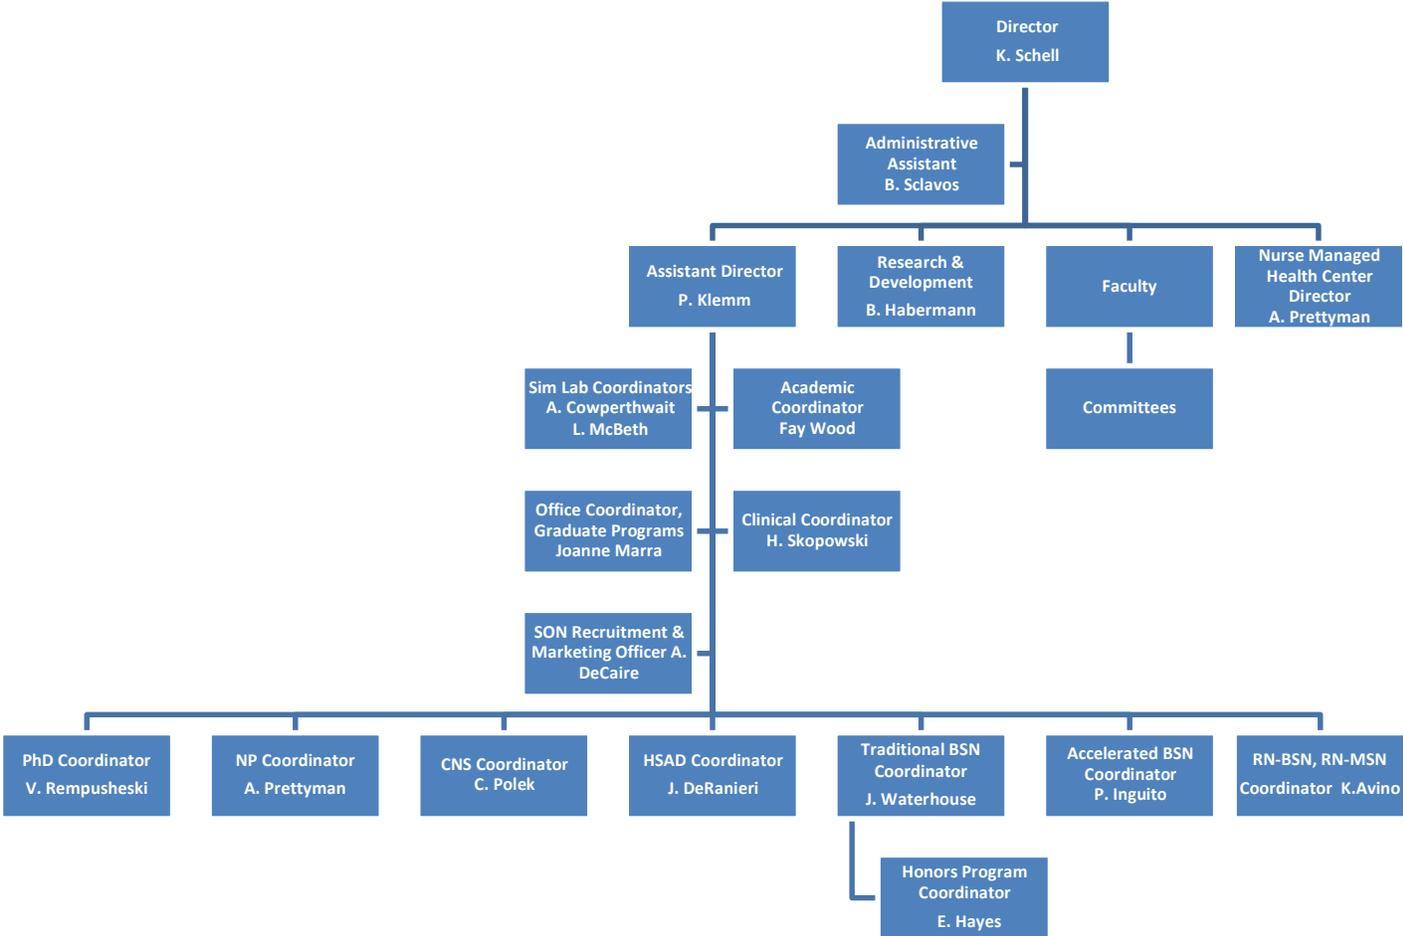 Director
K. Schell
Administrative
Assistant
B. Sclavos
Assistant Director
P. Klemm
Research &
Development
B. Habermann
Faculty
Nurse Managed
Health Center
Director
A. Prettyman
Sim Lab Coordinators
A. Cowperthwait
L. McBeth
Academic
Coordinator
Fay Wood
Committees
Office Coordinator,
Graduate Programs
Joanne Marra
Clinical Coordinator
H. Skopowski
SON Recruitment &
Marketing Officer A.
DeCaire
PhD Coordinator
V. Rempusheski
NP Coordinator
A. Prettyman
CNS Coordinator
C. Polek
HSAD Coordinator
J. DeRanieri
Traditional BSN
Coordinator
J. Waterhouse
Accelerated BSN
Coordinator
P. Inguito
RN-BSN, RN-MSN
Coordinator K.Avino
Honors Program
Coordinator
E. Hayes